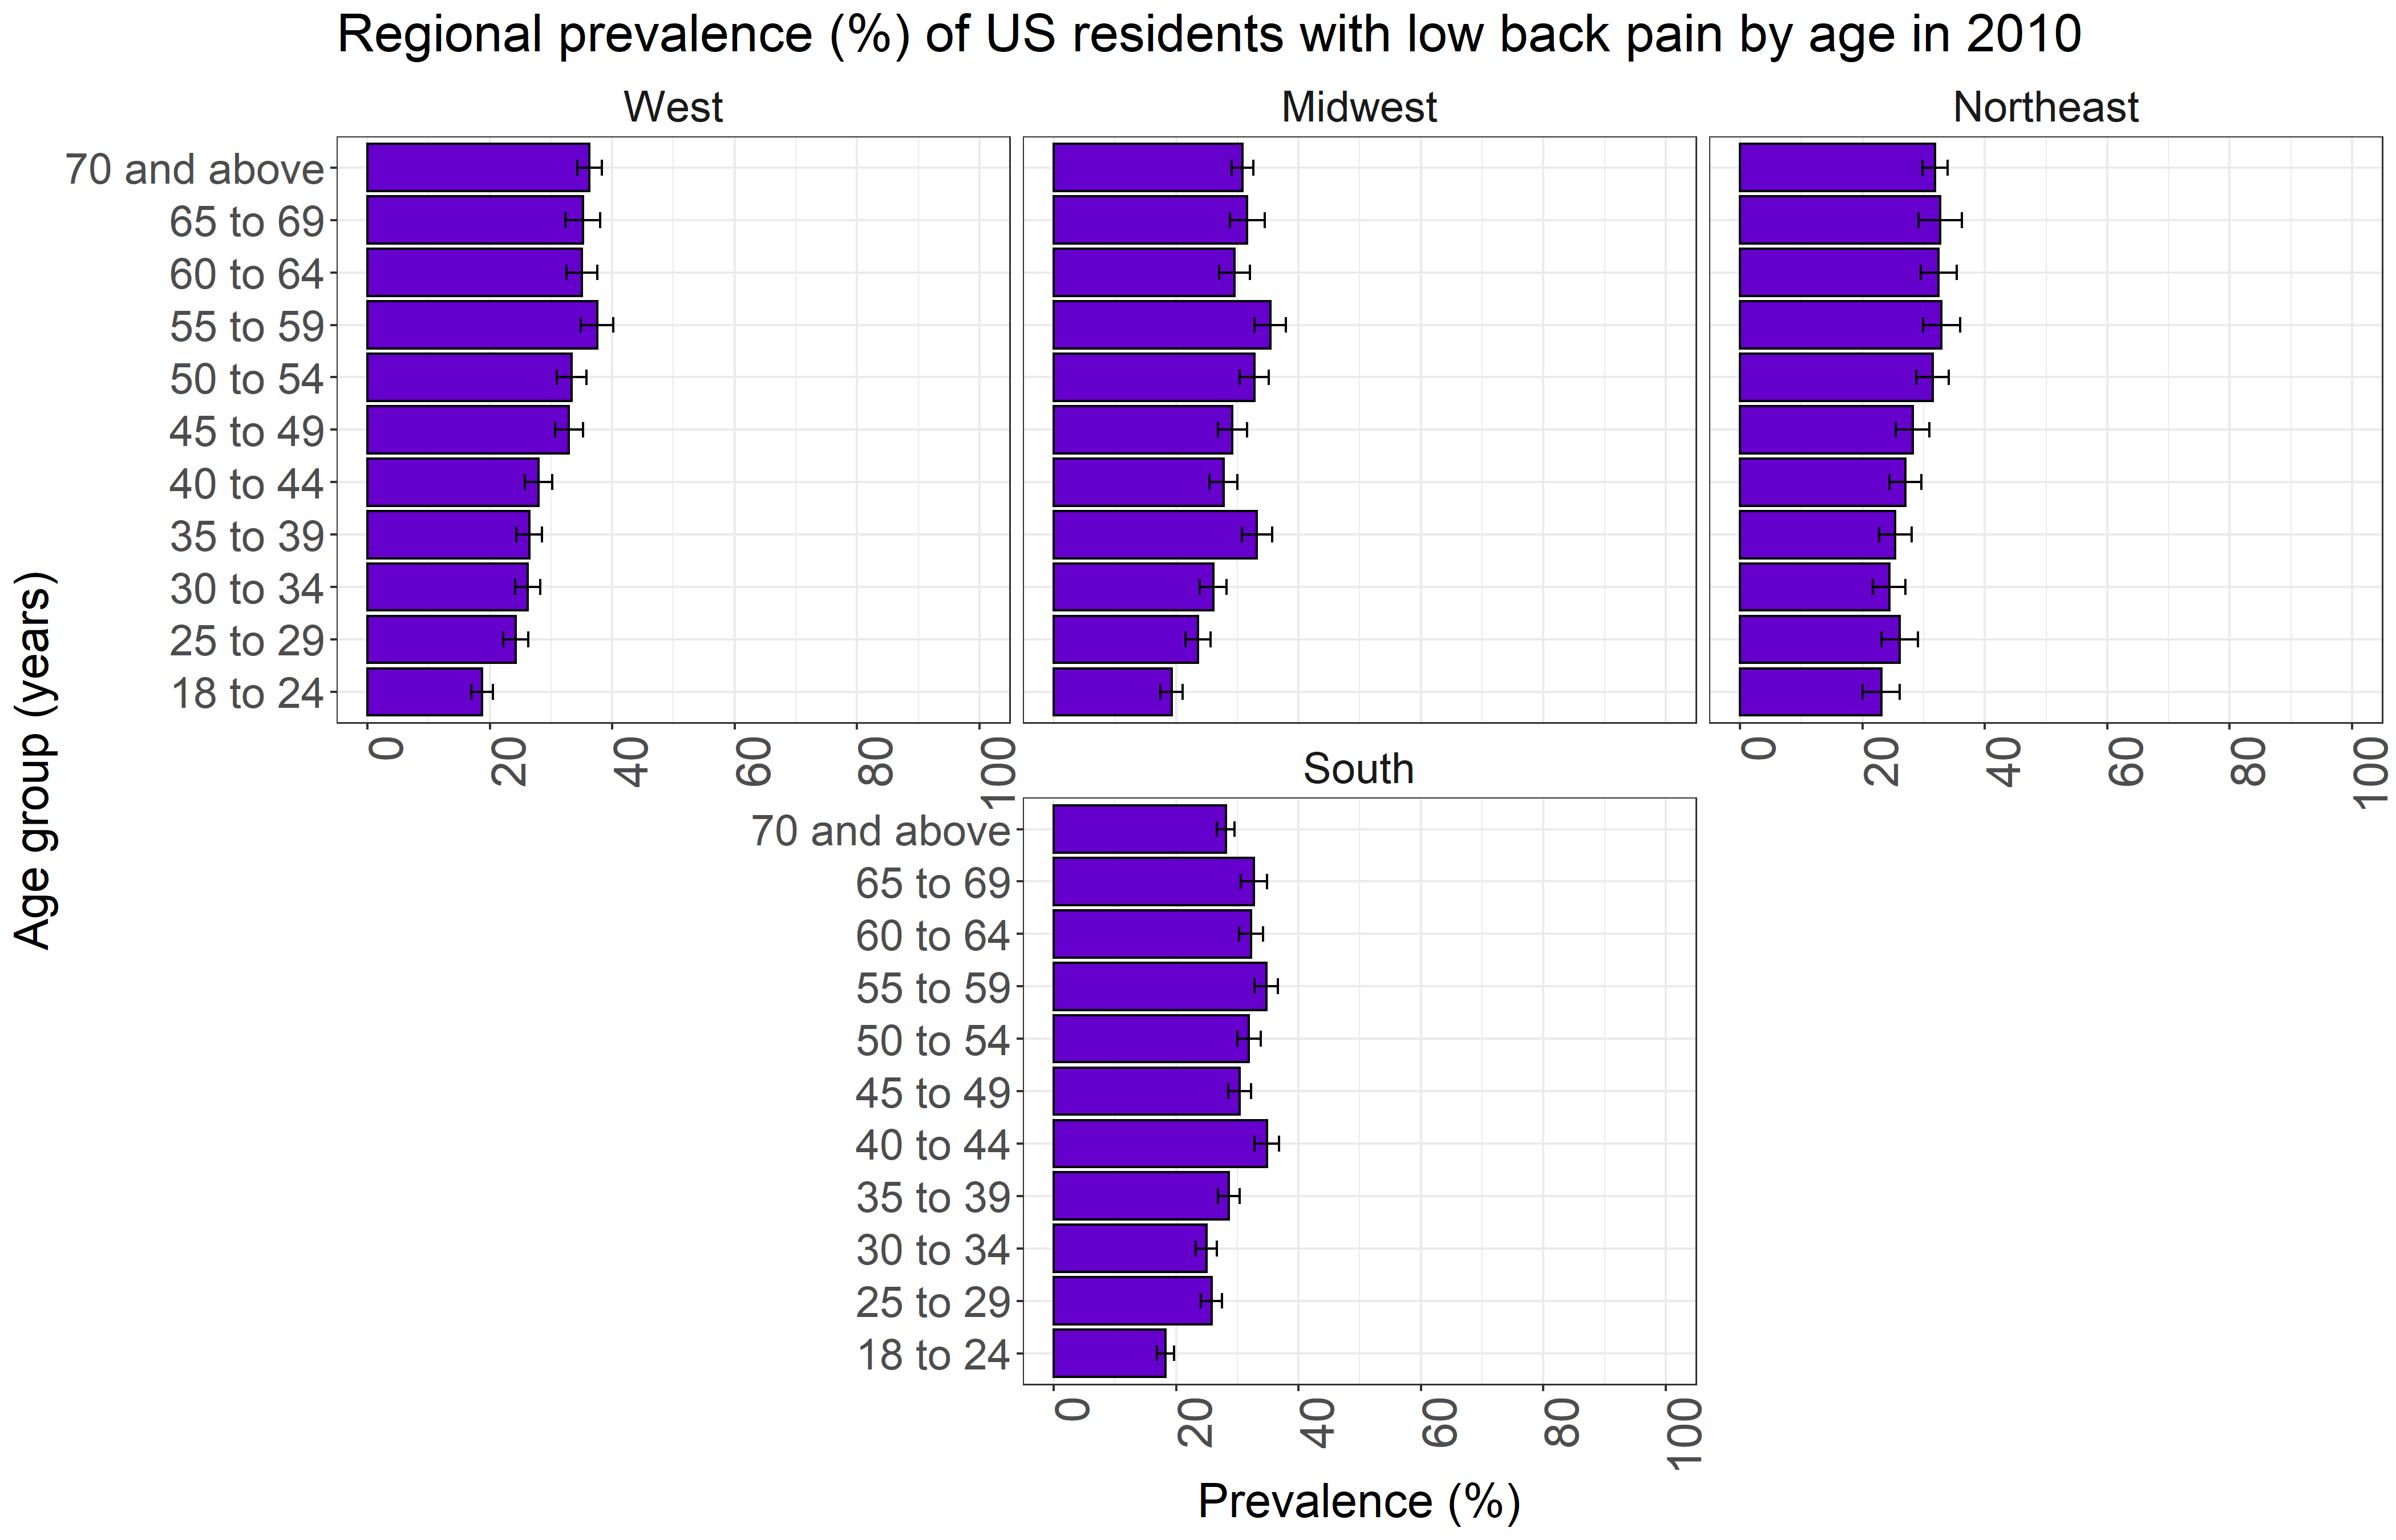 Regional prevalence (%) of US residents with low back pain by age in 2010
West
Midwest
Northeast
70 and above
65 to 69
60 to 64
55 to 59
50 to 54
45 to 49
40 to 44
35 to 39
30 to 34
25 to 29
18 to 24
0 20 40 60 80 100
0 20 40 60 80 100
South
70 and above
65 to 69
60 to 64
55 to 59
50 to 54
45 to 49
40 to 44
35 to 39
30 to 34
25 to 29
18 to 24
0 20 40 60 80 100
Age group (years)
Prevalence (%)